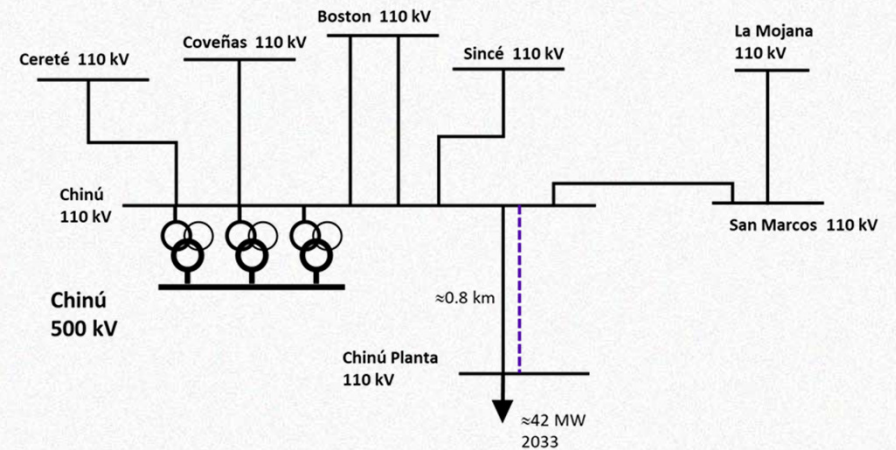 Boston 110 kV
Coveñas 110 kV
Cereté 110 kV
Sincé 110 kV
La Mojana
110 kV
Chinú
110 kV
San Marcos 110 kV
Chinú
500 kV
≈0.8 km
Chinú Planta
110 kV
≈42 MW
2033